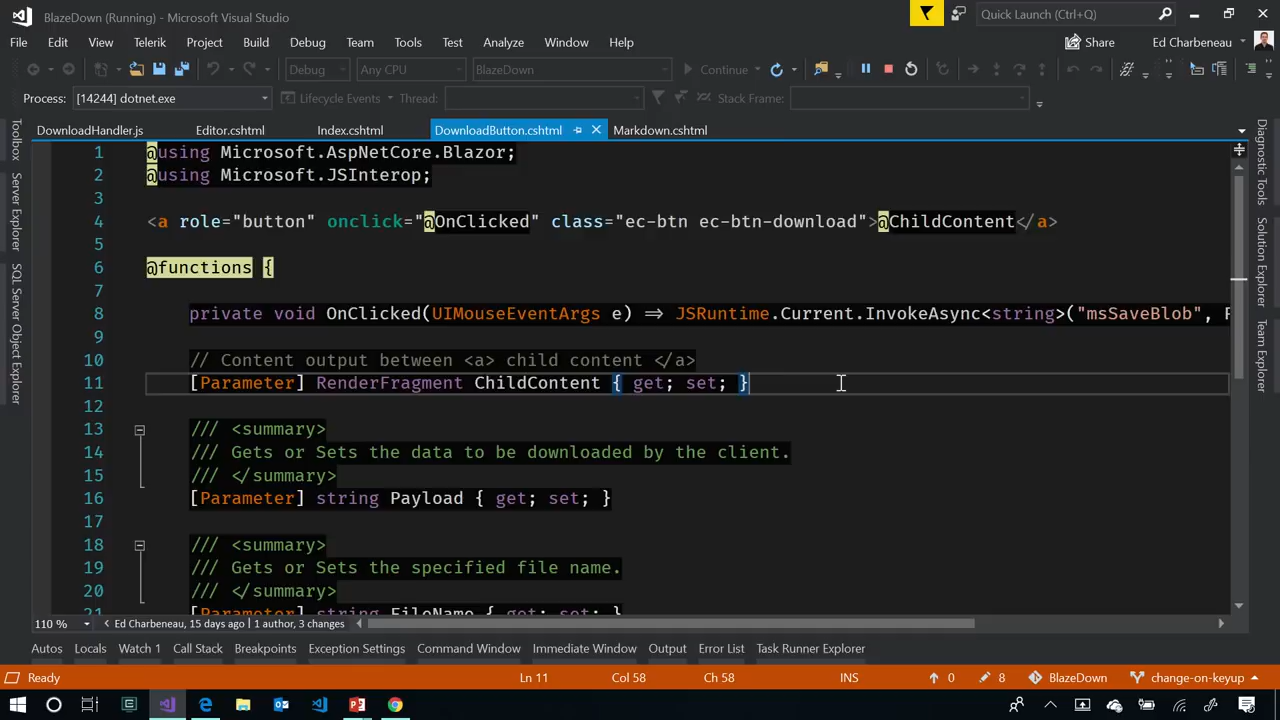 BlazeDown (Running) - Microsoft Visual Studio
Quick Launch (Ctrl+Q)
File Edit View Telerik Project Build Debug Team Tools Test Analyze Window Help
Share
Ed Charbeneau
Debug Any CPU BlazeDown Continue
Process: [14244] dotnet.exe Lifecycle Events Thread: Stack Frame:
DownloadHandler.js Editor.cshtml Index.cshtml DownloadButton.cshtml Markdown.cshtml
Toolbox
Server Explorer
SQL Server Object Explorer
1 @using Microsoft.AspNetCore.Blazor;
2 @using Microsoft.JSInterop;
3
4 <a role="button" onclick="@OnClicked" class="ec-btn ec-btn-download">@ChildContent</a>
5
6 @functions {
7
8 private void OnClicked(UIMouseEventArgs e) => JSRuntime.Current.InvokeAsync<string>("msSaveBlob",
9
10 // Content output between <a> child content </a>
11 [Parameter] RenderFragment ChildContent { get; set; }
12
13 /// <summary>
14 /// Gets or Sets the data to be downloaded by the client.
15 /// </summary>
16 [Parameter] string Payload { get; set; }
17
18 /// <summary>
19 /// Gets or Sets the specified file name.
20 /// </summary>
21 [Parameter] string FileName { get; set; }
Diagnostic Tools
Solution Explorer
Team Explorer
110 % Ed Charbeneau, 15 days ago | 1 author, 3 changes
Autos Locals Watch 1 Call Stack Breakpoints Exception Settings Command Window Immediate Window Output Error List Task Runner Explorer
Ready Ln 11 Col 58 Ch 58 INS 0 8 BlazeDown change-on-keyup